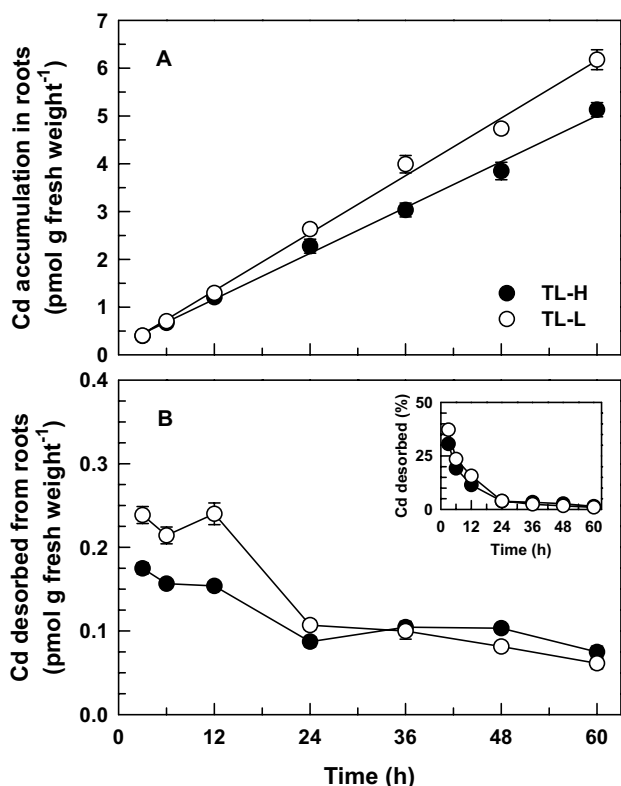 7
6
5
4
3
2
1
0
Cd accumulation in roots
(pmol g fresh weight⁻¹)
A
TL-H
TL-L
0.4
0.3
0.2
0.1
0.0
Cd desorbed from roots
(pmol g fresh weight⁻¹)
B
50
25
0
Cd desorbed (%)
0 12 24 36 48 60
Time (h)
0 12 24 36 48 60
Time (h)